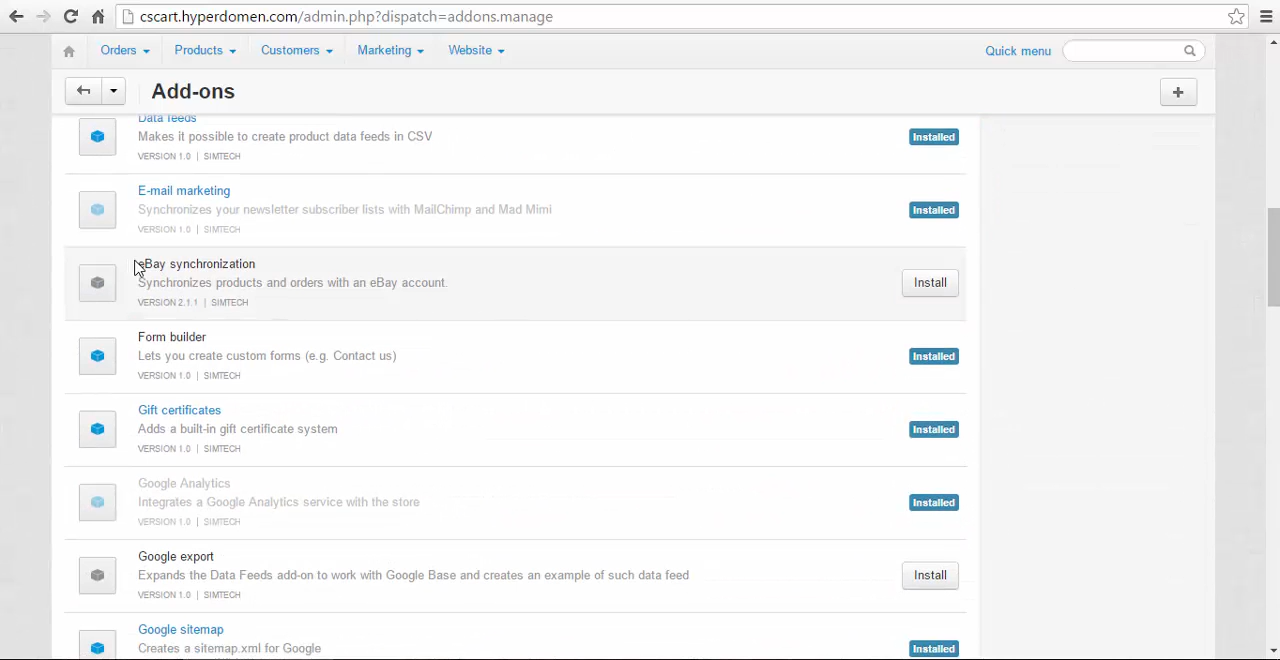 cscart.hyperdomen.com/admin.php?dispatch=addons.manage
Orders Products Customers Marketing Website Quick menu
Add-ons +
Data feeds
Makes it possible to create product data feeds in CSV Installed
VERSION 1.0 | SIMTECH
E-mail marketing
Synchronizes your newsletter subscriber lists with MailChimp and Mad Mimi Installed
VERSION 1.0 | SIMTECH
eBay synchronization
Synchronizes products and orders with an eBay account. Install
VERSION 2.1.1 | SIMTECH
Form builder
Lets you create custom forms (e.g. Contact us) Installed
VERSION 1.0 | SIMTECH
Gift certificates
Adds a built-in gift certificate system Installed
VERSION 1.0 | SIMTECH
Google Analytics
Integrates a Google Analytics service with the store Installed
VERSION 1.0 | SIMTECH
Google export
Expands the Data Feeds add-on to work with Google Base and creates an example of such data feed Install
VERSION 1.0 | SIMTECH
Google sitemap
Creates a sitemap.xml for Google Installed